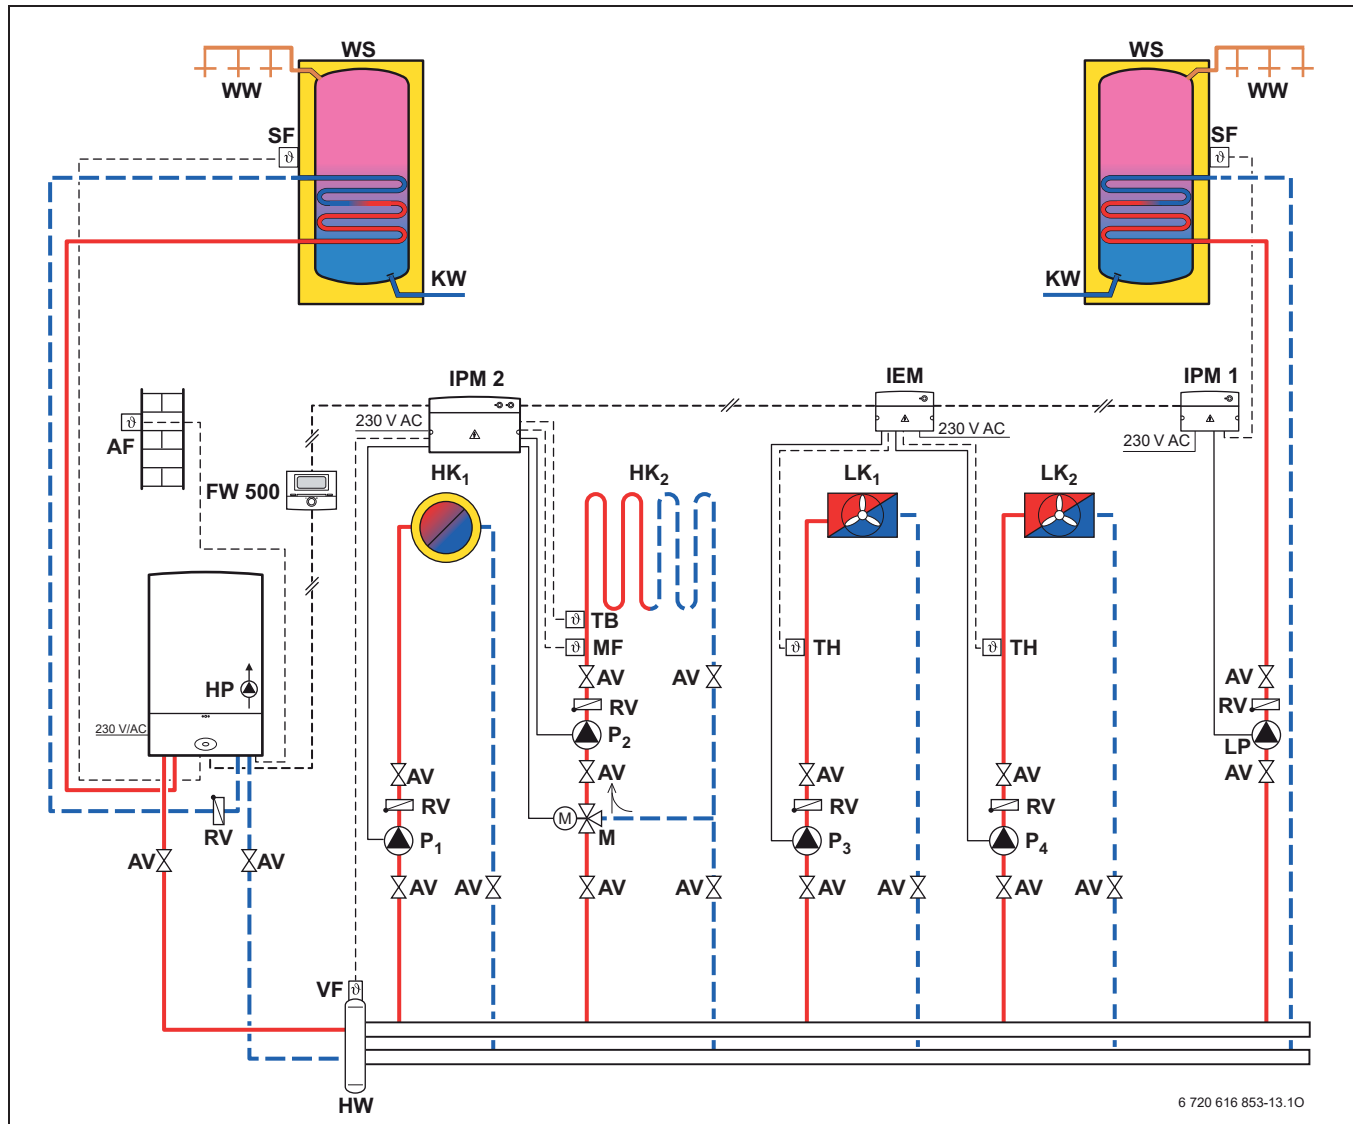 WS
WS
WW
WW
SF
SF
ϑ
ϑ
KW
KW
IPM 2
IEM
IPM 1
230 V AC
230 V AC
230 V AC
ϑ
AF
FW 500
HK1
HK2
LK1
LK2
ϑ TB
ϑ MF
ϑ TH
ϑ TH
HP
AV
AV
AV
RV
RV
230 V/AC
P2
LP
AV
AV
AV
AV
AV
RV
RV
RV
RV
RV
M
M
P1
P3
P4
AV
AV
AV
AV
AV
AV
AV
AV
AV
AV
VF
ϑ
HW
6 720 616 853-13.1O